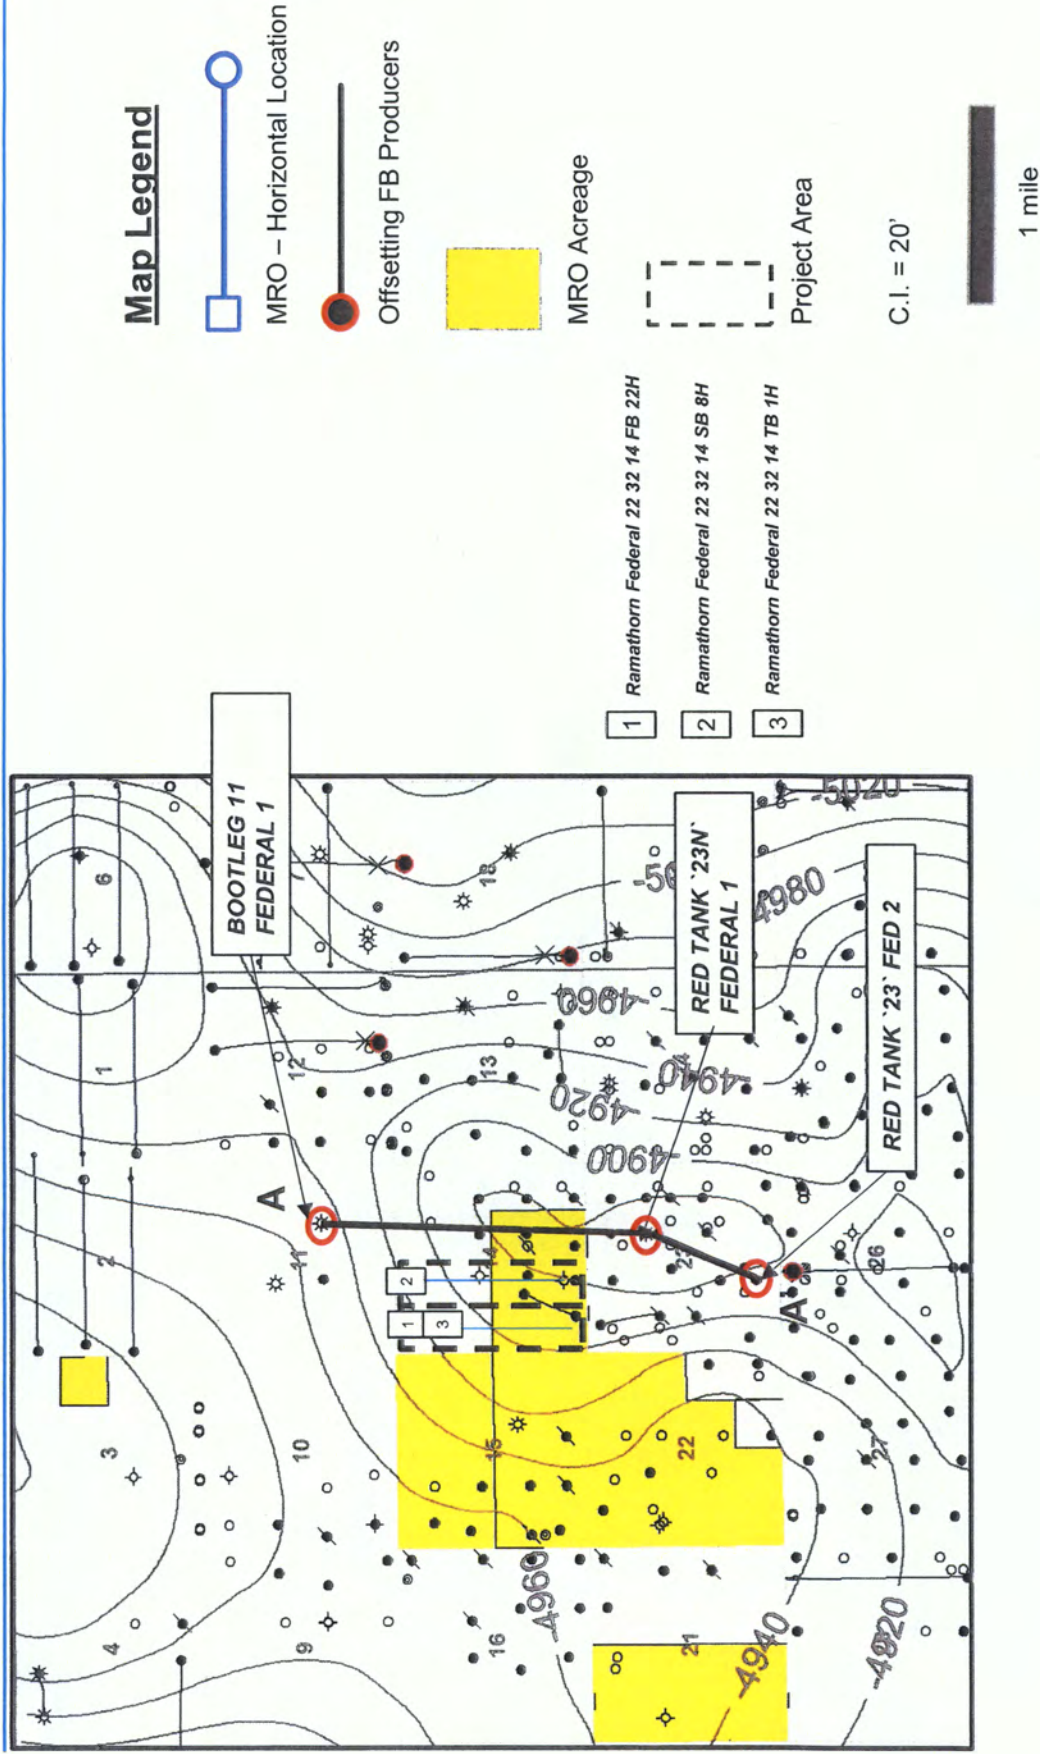 Map Legend
MRO – Horizontal Location
Offsetting FB Producers
MRO Acreage
Project Area
C.I. = 20'
1 mile
1 Ramathorn Federal 22 32 14 FB 22H
2 Ramathorn Federal 22 32 14 SB 8H
3 Ramathorn Federal 22 32 14 TB 1H
BOOTLEG 11
FEDERAL 1
RED TANK `23N`
FEDERAL 1
RED TANK `23` FED 2
A
A'
4
3
2
1
6
9
10
11
12
16
15
14
13
18
21
22
26
27
1
2
3
-4960
-4940
-4920
-4900
-4920
-4940
-4960
4980
-5020